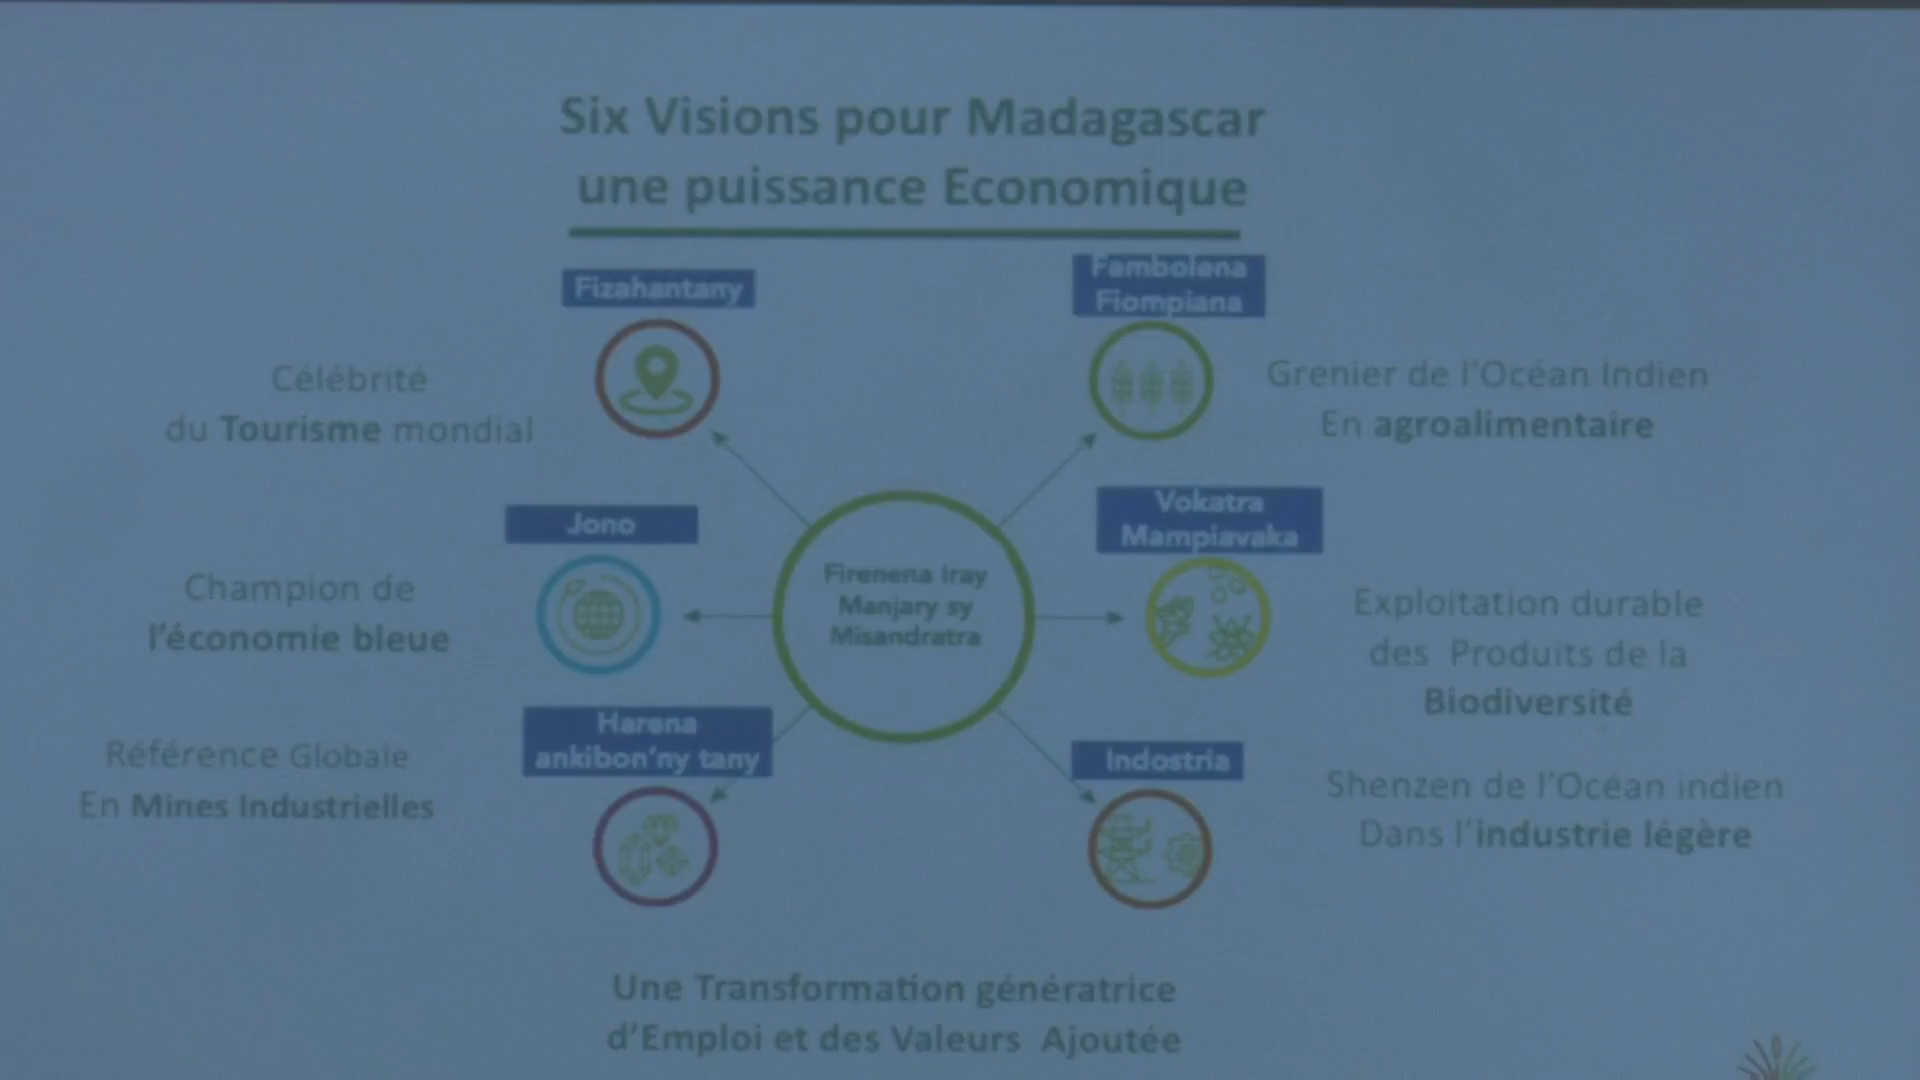 Six Visions pour Madagascar
une puissance Economique
Fizahantany
Célébrité
du Tourisme mondial
Fambolena
Fiompiana
Grenier de l'Océan Indien
En agroalimentaire
Jono
Champion de
l'économie bleue
Firenena Iray
Manjary sy
Misandratra
Vokatra
Mampiavaka
Exploitation durable
des Produits de la
Biodiversité
Harena
ankibon'ny tany
Référence Globale
En Mines Industrielles
Indostria
Shenzen de l'Océan indien
Dans l'industrie légère
Une Transformation génératrice
d'Emploi et des Valeurs Ajoutée